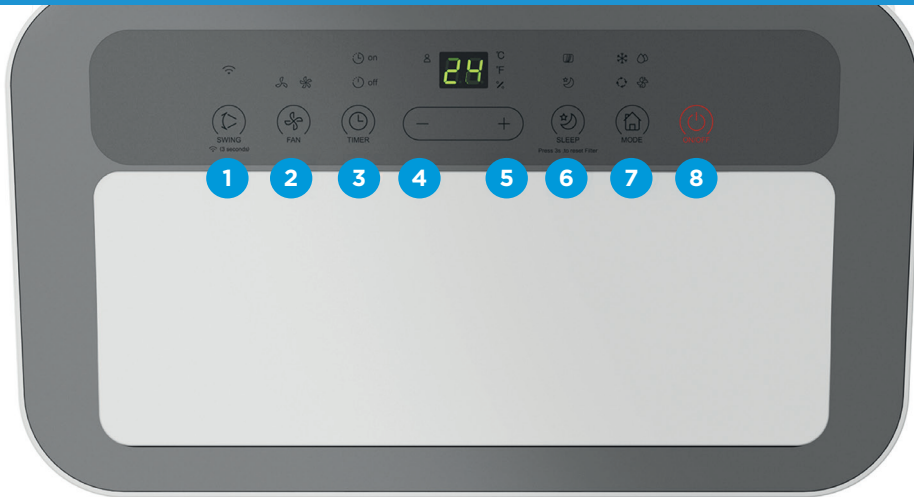 on
24
°C
°F
%
off
SWING
(3 seconds)
FAN
TIMER
−
+
SLEEP
Press 3s to reset Filter
MODE
1
2
3
4
5
6
7
8